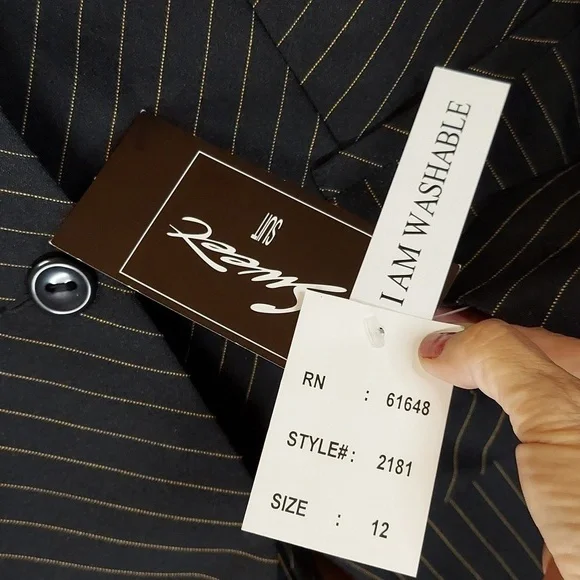 Sweet
SUIT
I AM WASHABLE
RN : 61648
STYLE#: 2181
SIZE : 12